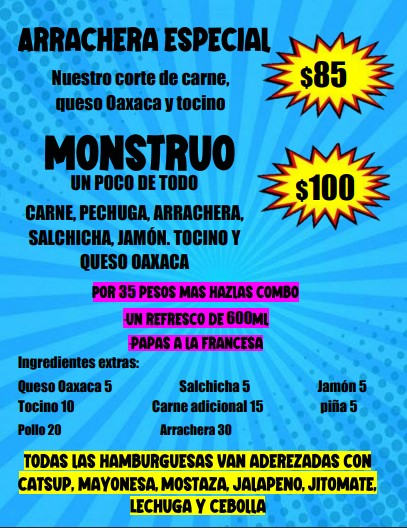 ARRACHERA ESPECIAL
$85
Nuestro corte de carne,
queso Oaxaca y tocino
MONSTRUO
$100
UN POCO DE TODO
CARNE, PECHUGA, ARRACHERA,
SALCHICHA, JAMÓN. TOCINO Y
QUESO OAXACA
POR 35 PESOS MAS HAZLAS COMBO
-UN REFRESCO DE 600ML
-PAPAS A LA FRANCESA
Ingredientes extras:
Queso Oaxaca 5 Salchicha 5 Jamón 5
Tocino 10 Carne adicional 15 piña 5
Pollo 20 Arrachera 30
TODAS LAS HAMBURGUESAS VAN ADEREZADAS CON
CATSUP, MAYONESA, MOSTAZA, JALAPENO, JITOMATE,
LECHUGA Y CEBOLLA